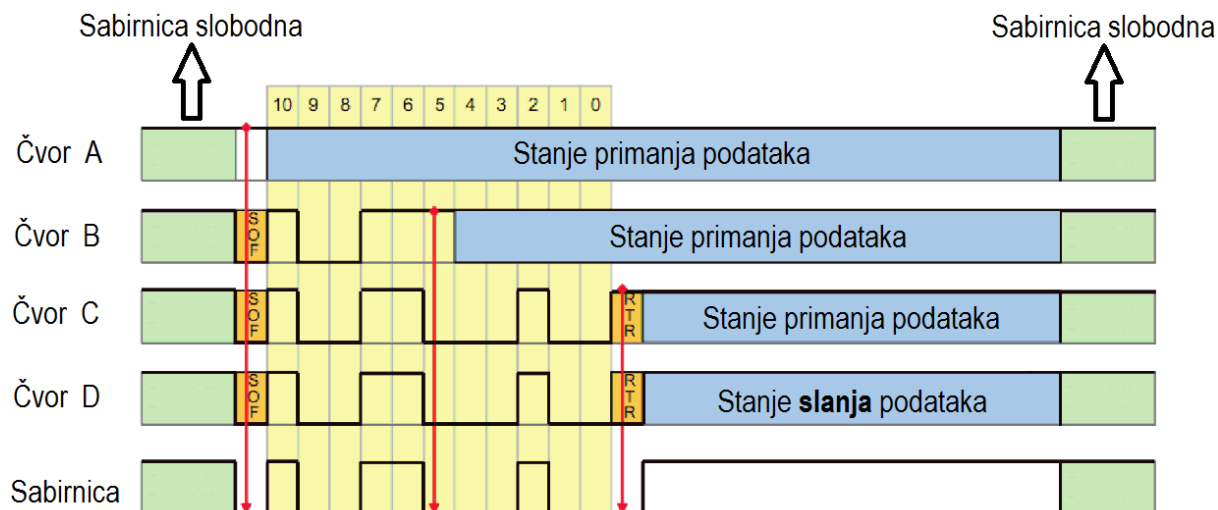 Sabirnica slobodna
Sabirnica slobodna
10 9 8 7 6 5 4 3 2 1 0
Čvor A
Stanje primanja podataka
Čvor B
SOF
Stanje primanja podataka
Čvor C
SOF
RTR
Stanje primanja podataka
Čvor D
SOF
RTR
Stanje slanja podataka
Sabirnica